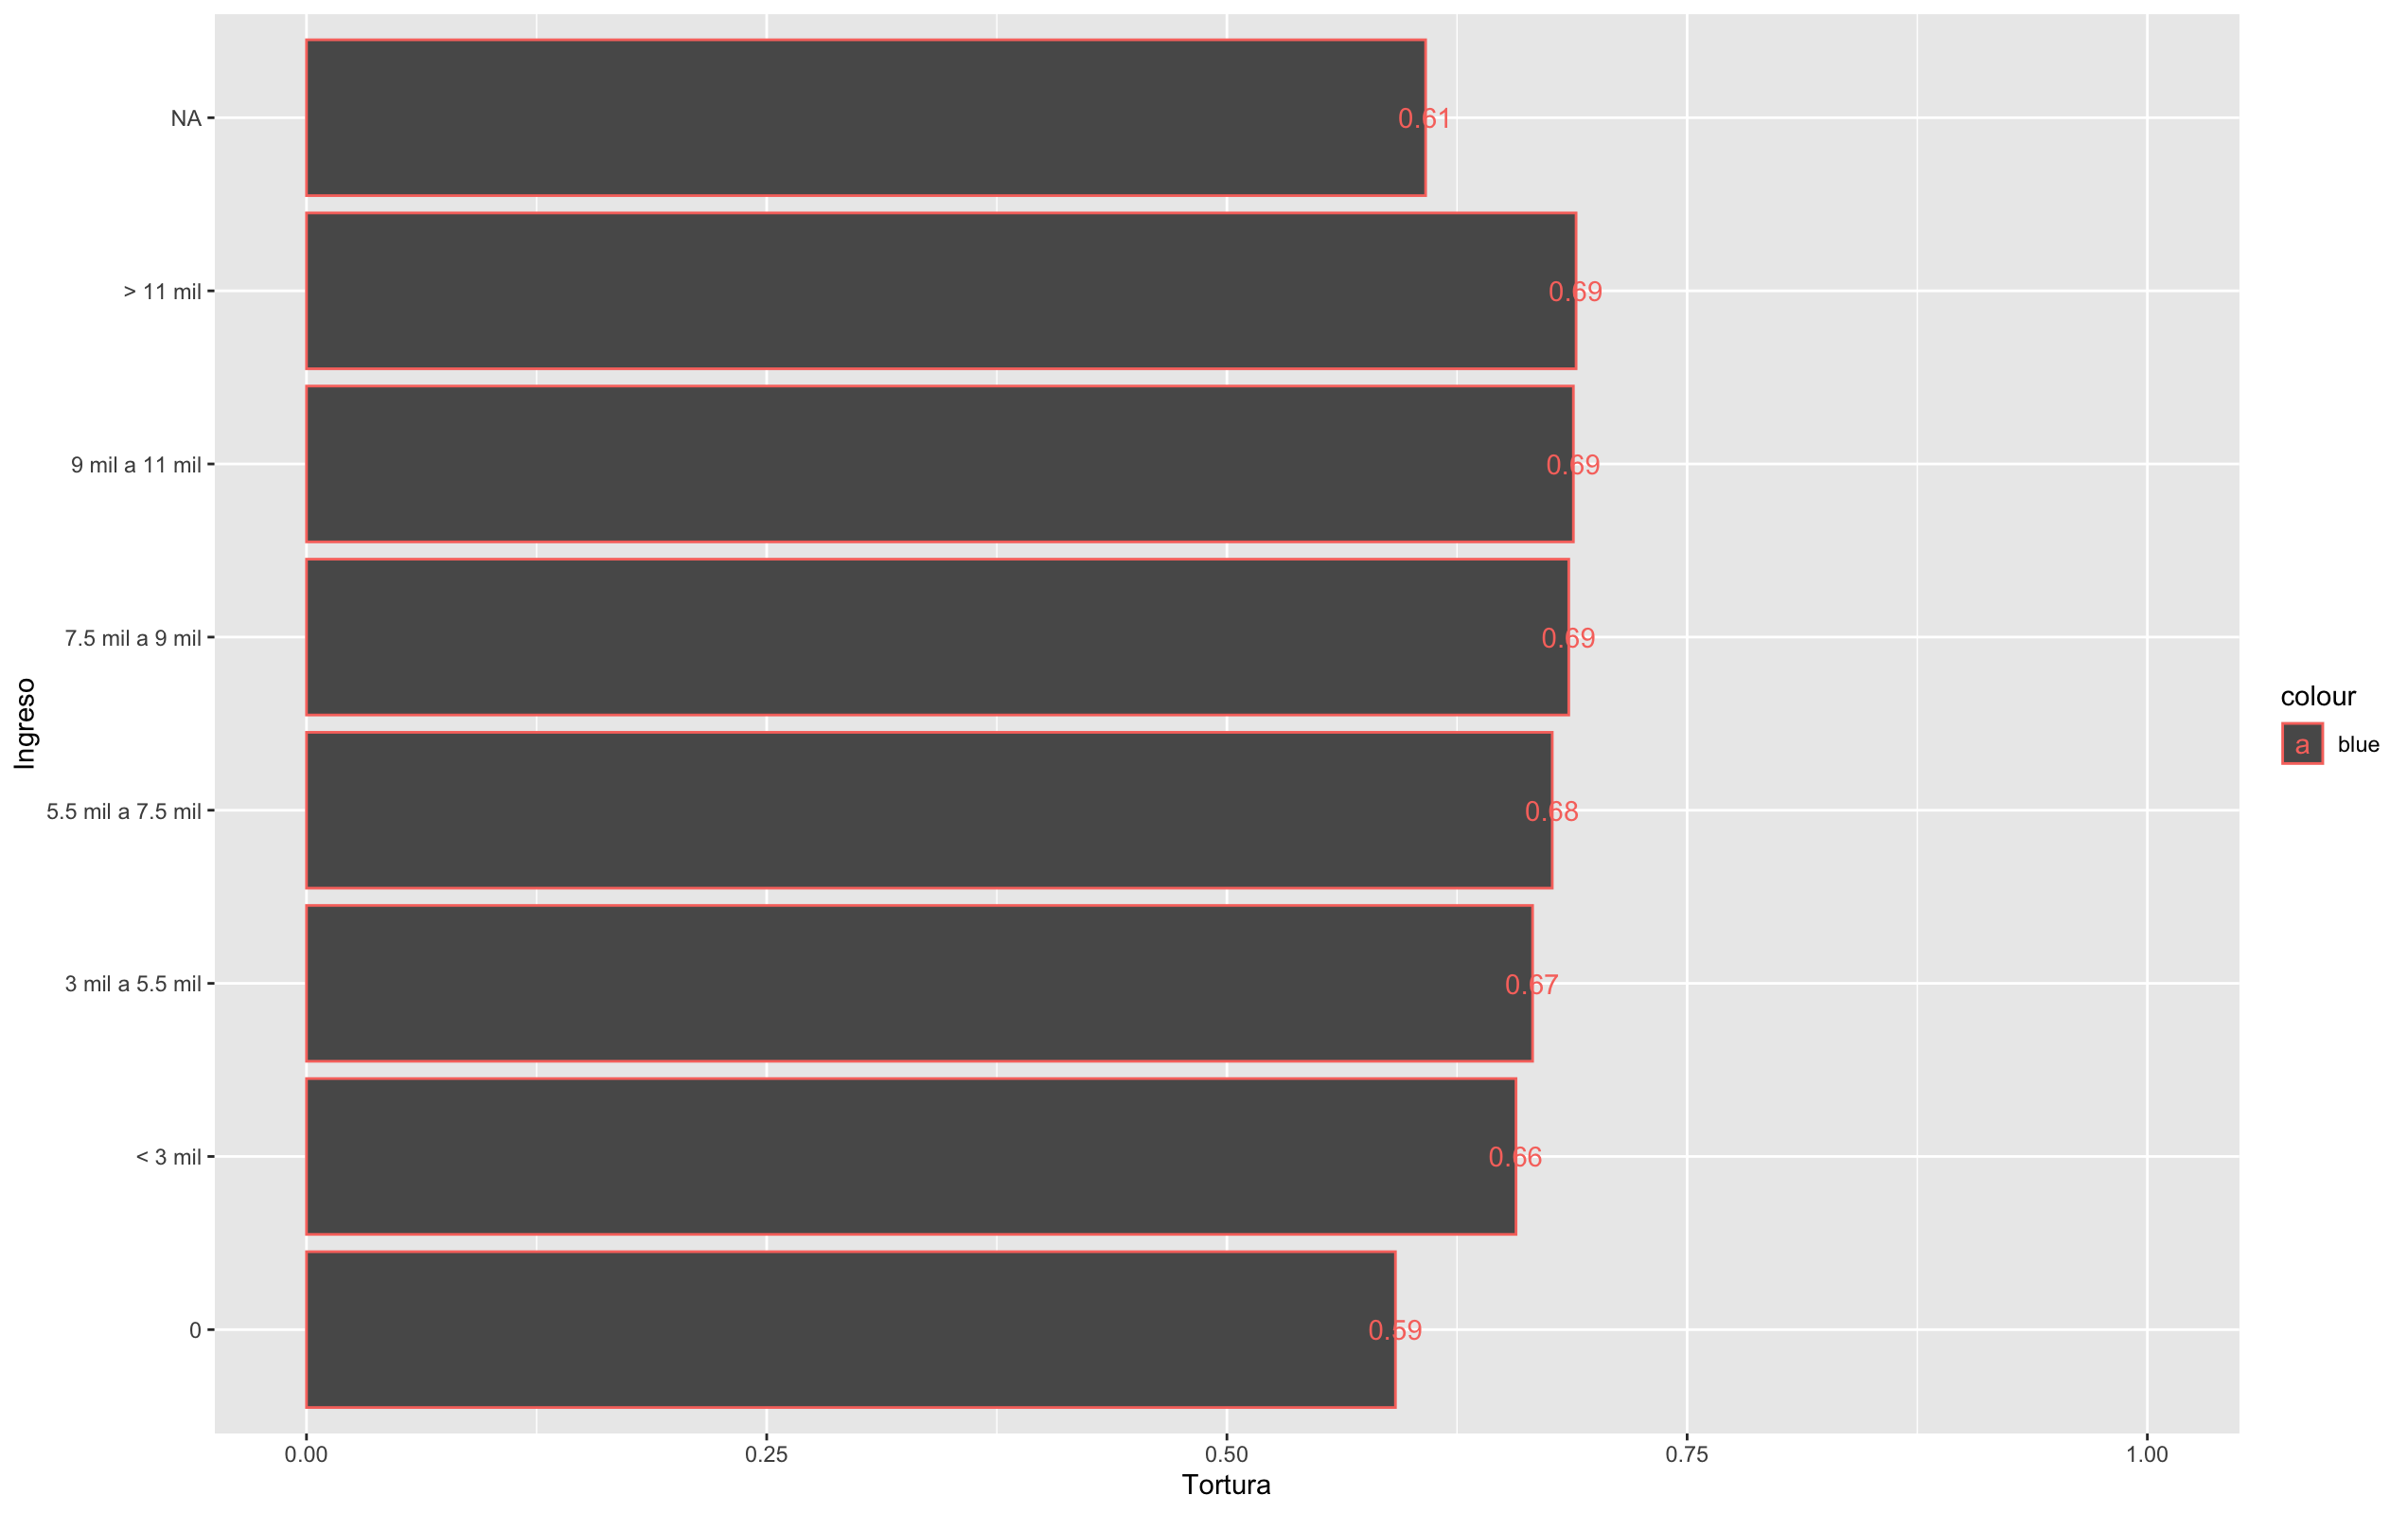 NA
0.61
> 11 mil
0.69
9 mil a 11 mil
0.69
7.5 mil a 9 mil
0.69
5.5 mil a 7.5 mil
0.68
3 mil a 5.5 mil
0.67
< 3 mil
0.66
0
0.59
Ingreso
0.00 0.25 0.50 0.75 1.00
Tortura
colour
a blue